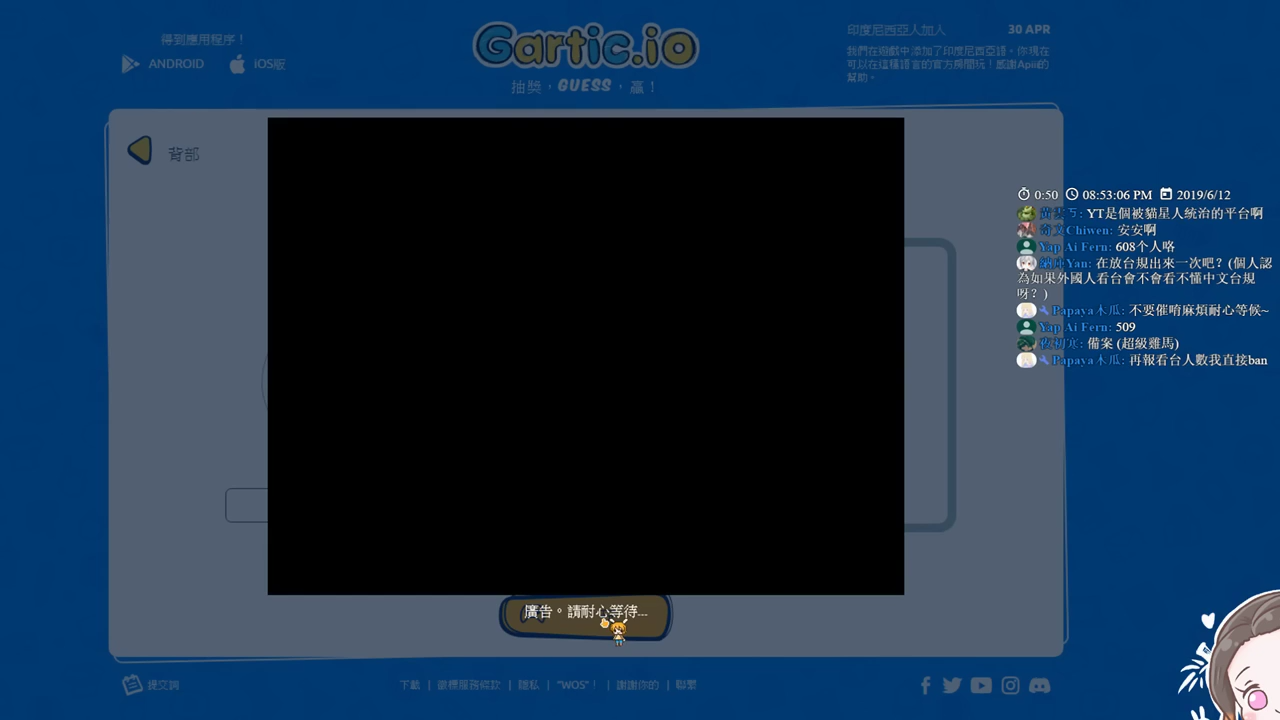 得到應用程序！
ANDROID
iOS版
Gartic.io
抽獎，GUESS，贏！
印度尼西亞人加人
30 APR
我們在遊戲中添加了印度尼西亞語。你現在
可以在這種語言的官方房間玩！感謝Apiii的
幫助。
背部
0:50 08:53:06 PM 2019/6/12
黃雲ㄎ: YT是個被貓星人統治的平台啊
奇文Chiwen: 安安啊
Yap Ai Fern: 608个人咯
Yan: 在放台規出來一次吧？(個人認
為如果外國人看台會不會看不懂中文台規
呀？)
Papaya木瓜: 不要催唷麻煩耐心等候~
Yap Ai Fern: 509
夜初寒: 備案 (超級雞馬)
Papaya木瓜: 再報看台人數我直接ban
廣告。請耐心等待...
提交詞
下載 | 徽標服務條款 | 隱私 | "WOS"！ | 謝謝你的 | 聯繫